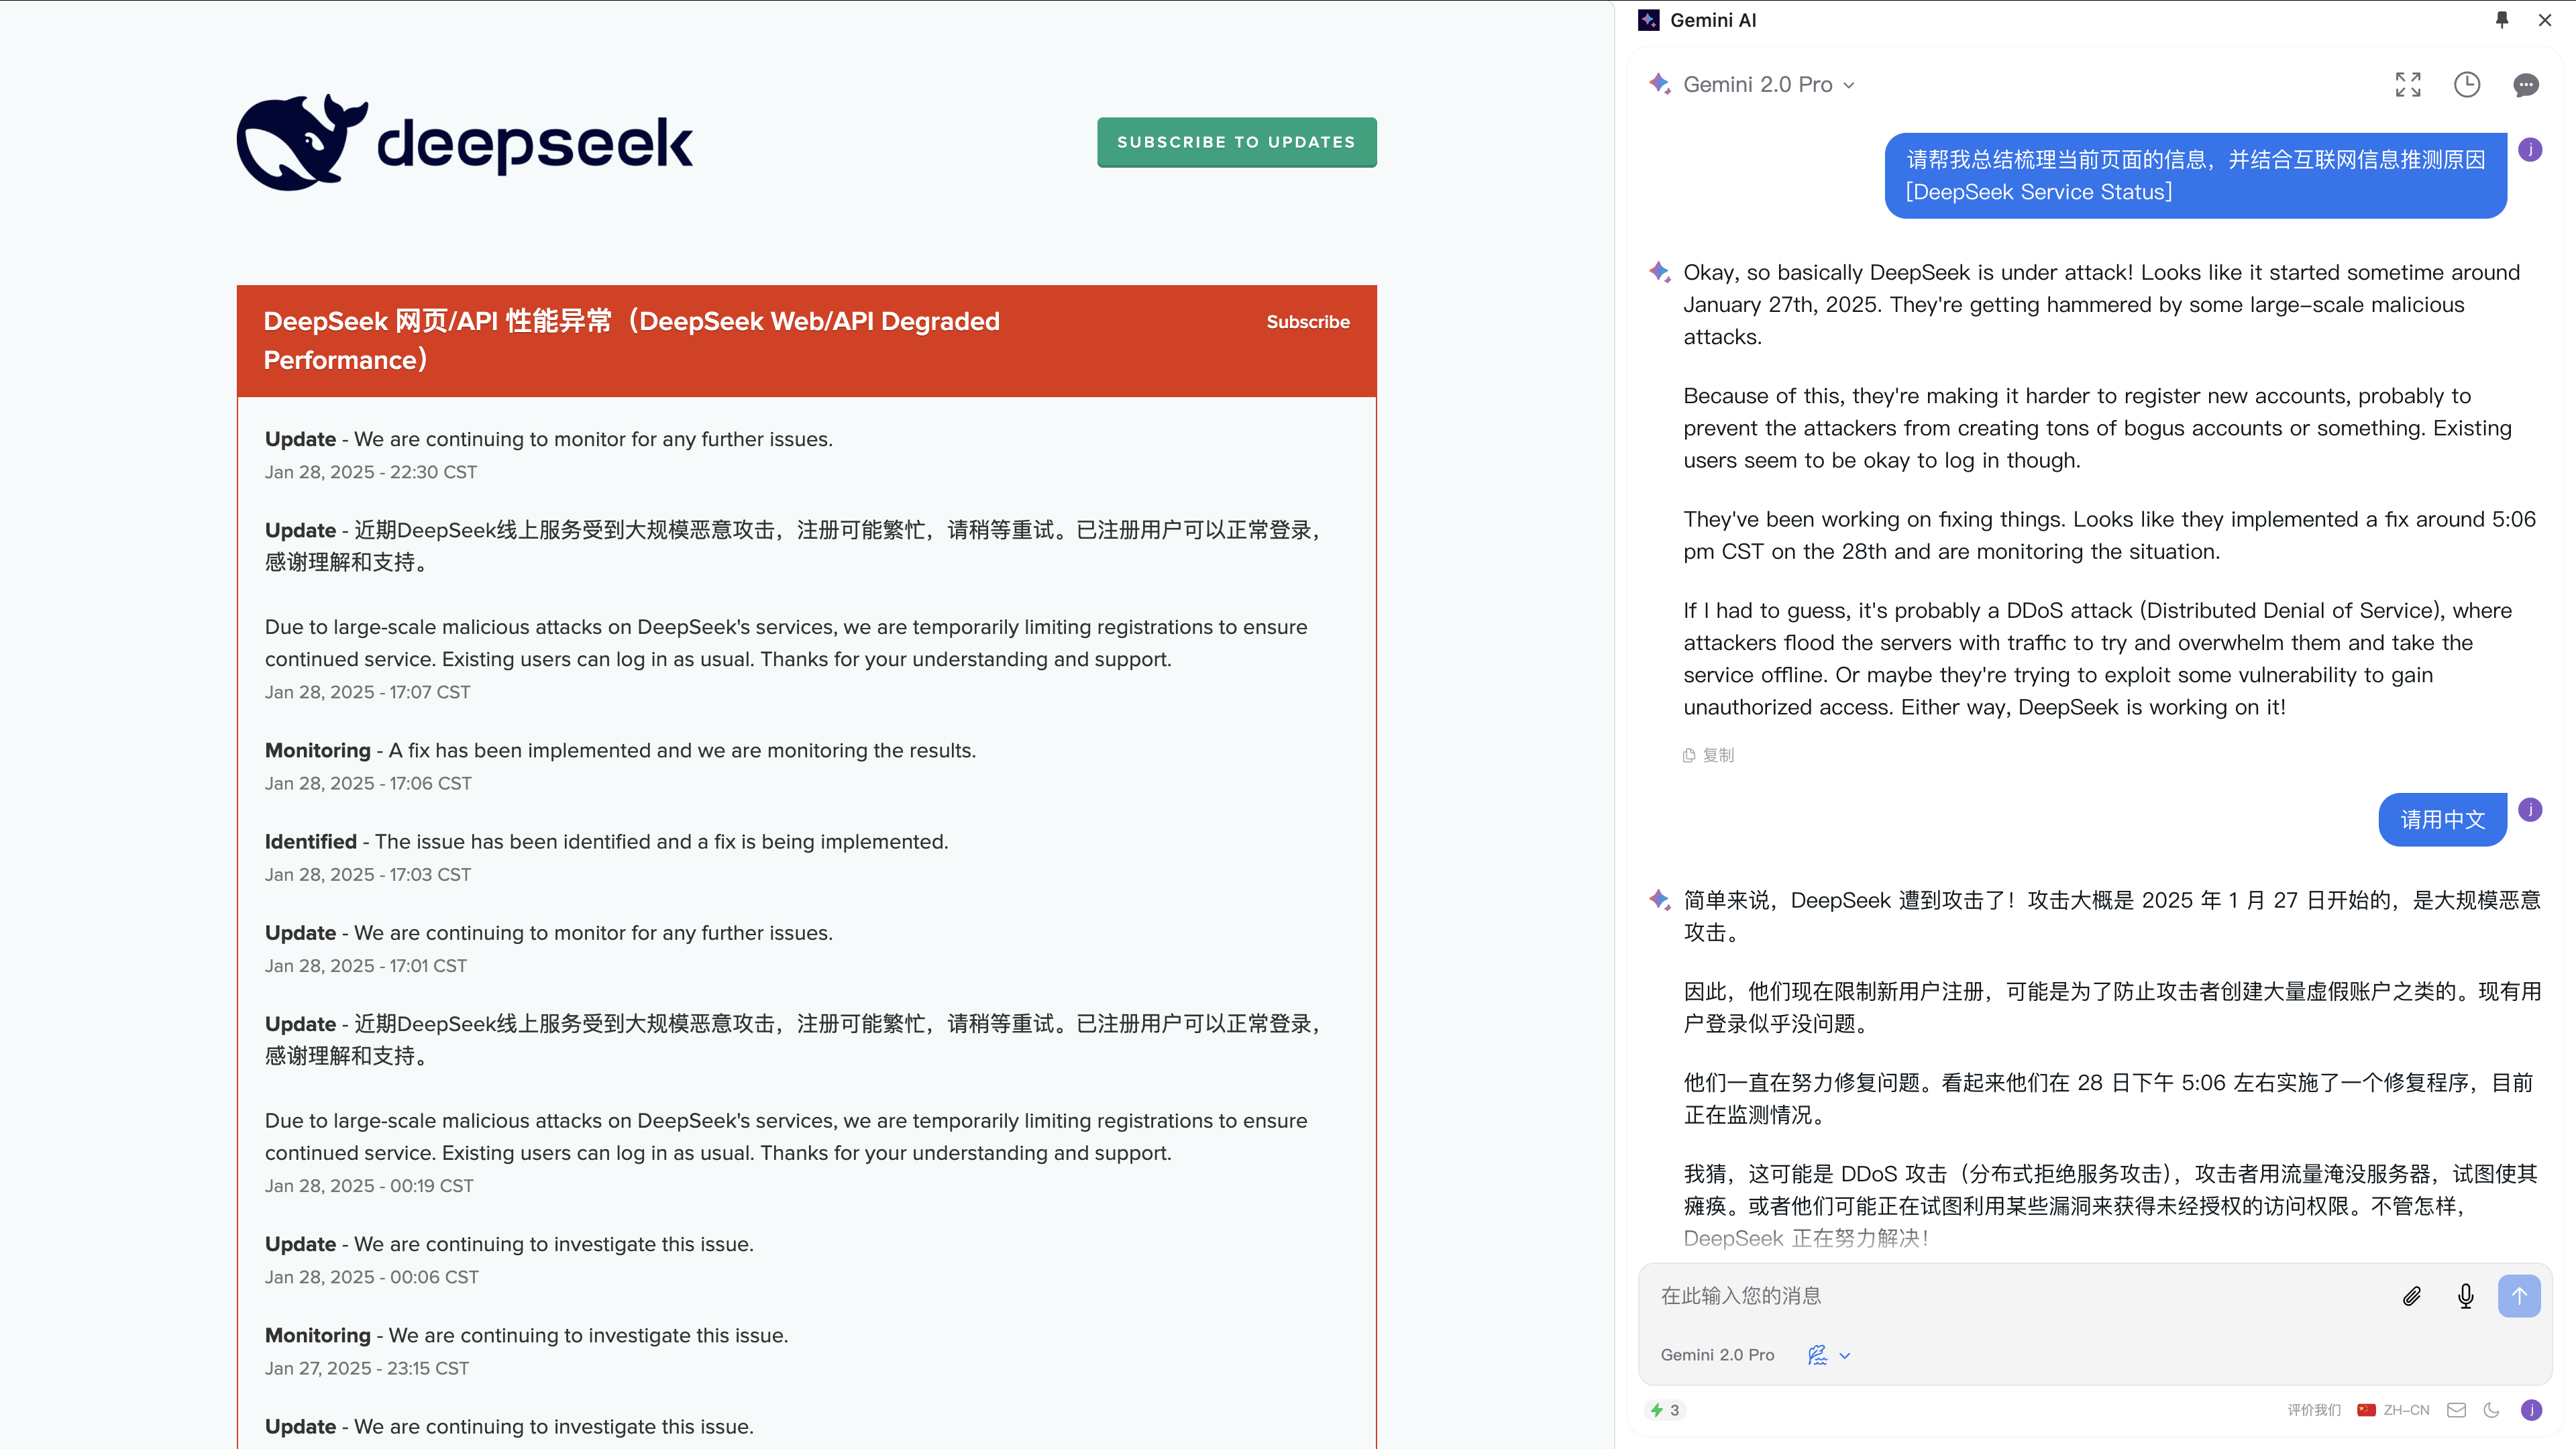 deepseek
SUBSCRIBE TO UPDATES
DeepSeek 网页/API 性能异常（DeepSeek Web/API Degraded
Performance）
Subscribe
Update - We are continuing to monitor for any further issues.
Jan 28, 2025 - 22:30 CST
Update - 近期DeepSeek线上服务受到大规模恶意攻击，注册可能繁忙，请稍等重试。已注册用户可以正常登录，
感谢理解和支持。
Due to large-scale malicious attacks on DeepSeek's services, we are temporarily limiting registrations to ensure
continued service. Existing users can log in as usual. Thanks for your understanding and support.
Jan 28, 2025 - 17:07 CST
Monitoring - A fix has been implemented and we are monitoring the results.
Jan 28, 2025 - 17:06 CST
Identified - The issue has been identified and a fix is being implemented.
Jan 28, 2025 - 17:03 CST
Update - We are continuing to monitor for any further issues.
Jan 28, 2025 - 17:01 CST
Update - 近期DeepSeek线上服务受到大规模恶意攻击，注册可能繁忙，请稍等重试。已注册用户可以正常登录，
感谢理解和支持。
Due to large-scale malicious attacks on DeepSeek's services, we are temporarily limiting registrations to ensure
continued service. Existing users can log in as usual. Thanks for your understanding and support.
Jan 28, 2025 - 00:19 CST
Update - We are continuing to investigate this issue.
Jan 28, 2025 - 00:06 CST
Monitoring - We are continuing to investigate this issue.
Jan 27, 2025 - 23:15 CST
Update - We are continuing to investigate this issue.
Gemini AI
Gemini 2.0 Pro
请帮我总结梳理当前页面的信息，并结合互联网信息推测原因
[DeepSeek Service Status]
j
Okay, so basically DeepSeek is under attack! Looks like it started sometime around
January 27th, 2025. They're getting hammered by some large-scale malicious
attacks.
Because of this, they're making it harder to register new accounts, probably to
prevent the attackers from creating tons of bogus accounts or something. Existing
users seem to be okay to log in though.
They've been working on fixing things. Looks like they implemented a fix around 5:06
pm CST on the 28th and are monitoring the situation.
If I had to guess, it's probably a DDoS attack (Distributed Denial of Service), where
attackers flood the servers with traffic to try and overwhelm them and take the
service offline. Or maybe they're trying to exploit some vulnerability to gain
unauthorized access. Either way, DeepSeek is working on it!
复制
请用中文
j
简单来说，DeepSeek 遭到攻击了！攻击大概是 2025 年 1 月 27 日开始的，是大规模恶意
攻击。
因此，他们现在限制新用户注册，可能是为了防止攻击者创建大量虚假账户之类的。现有用
户登录似乎没问题。
他们一直在努力修复问题。看起来他们在 28 日下午 5:06 左右实施了一个修复程序，目前
正在监测情况。
我猜，这可能是 DDoS 攻击（分布式拒绝服务攻击），攻击者用流量淹没服务器，试图使其
瘫痪。或者他们可能正在试图利用某些漏洞来获得未经授权的访问权限。不管怎样，
DeepSeek 正在努力解决！
在此输入您的消息
Gemini 2.0 Pro
3
评价我们
ZH-CN
j